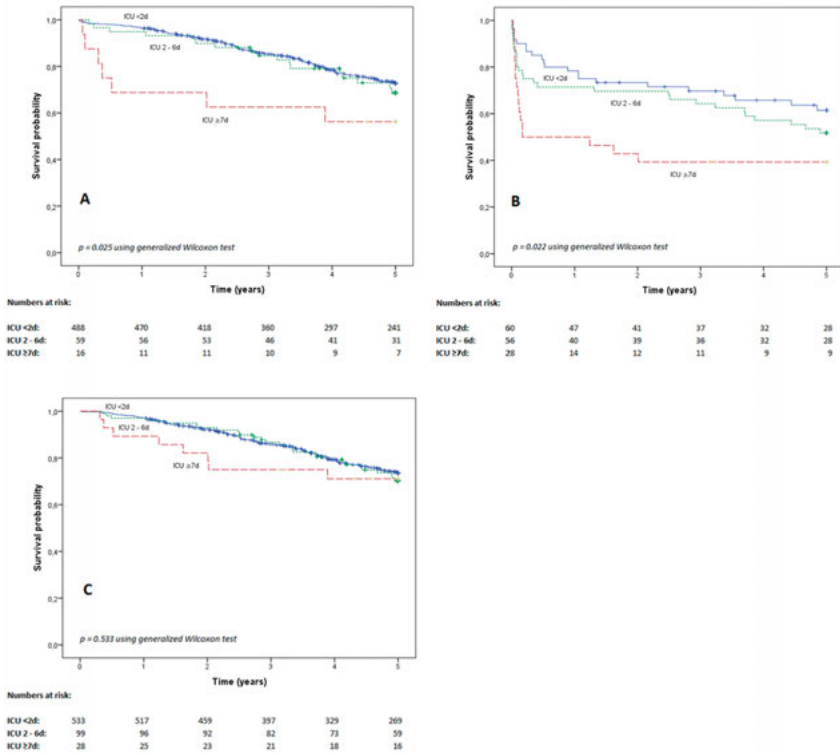 1,0
0,8
0,6
0,4
0,2
0,0
Survival probability
ICU <2d
ICU 2 - 6d
ICU ≥7d
A
p = 0.025 using generalized Wilcoxon test
0 1 2 3 4 5
Time (years)
Numbers at risk:
ICU <2d: 488 470 418 360 297 241
ICU 2 - 6d: 59 56 53 46 41 31
ICU ≥7d: 16 11 11 10 9 7
1,0
0,8
0,6
0,4
0,2
0,0
Survival probability
ICU <2d
ICU 2 - 6d
ICU ≥7d
B
p = 0.022 using generalized Wilcoxon test
0 1 2 3 4 5
Time (years)
Numbers at risk:
ICU <2d: 60 47 41 37 32 28
ICU 2 - 6d: 56 40 39 36 32 28
ICU ≥7d: 28 14 12 11 9 9
1,0
0,8
0,6
0,4
0,2
0,0
Survival probability
ICU <2d
ICU 2 - 6d
ICU ≥7d
C
p = 0.533 using generalized Wilcoxon test
0 1 2 3 4 5
Time (years)
Numbers at risk:
ICU <2d: 533 517 459 397 329 269
ICU 2 - 6d: 99 96 92 82 73 59
ICU ≥7d: 28 25 23 21 18 16